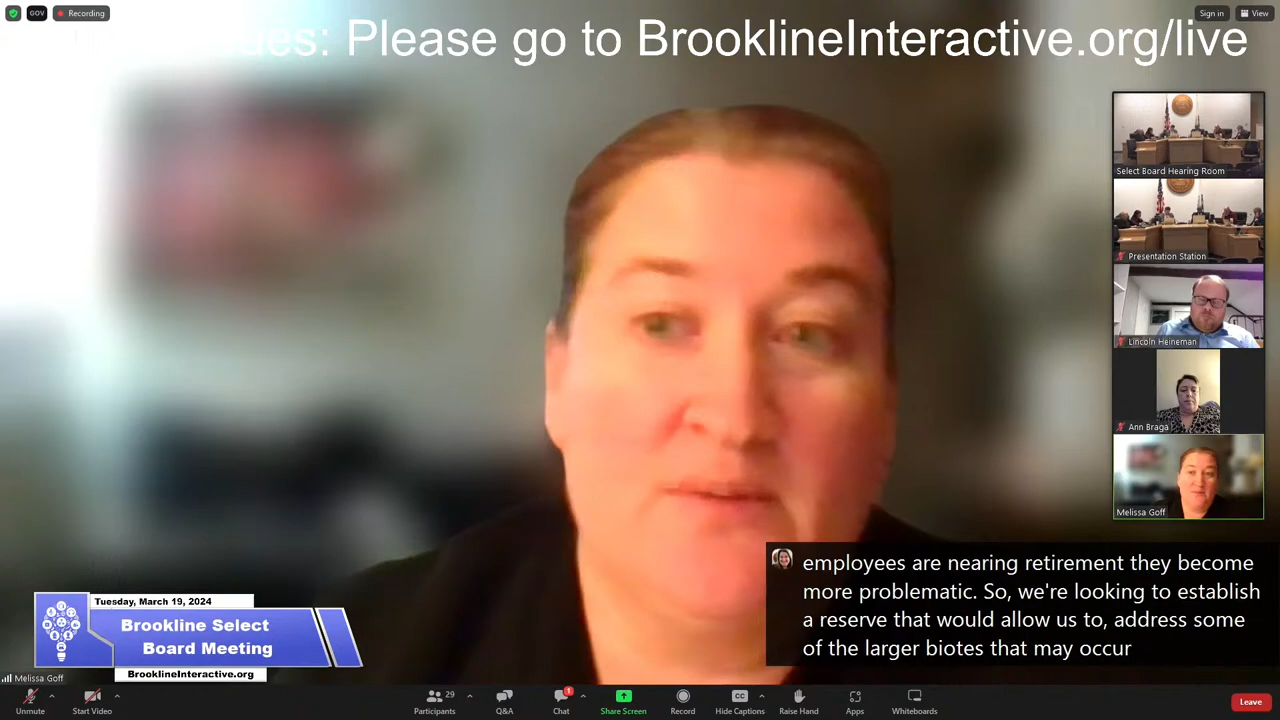 GOV
Recording
Sign in
View
ues: Please go to BrooklineInteractive.org/live
Select Board Hearing Room
Presentation Station
Lincoln Heineman
Ann Braga
Melissa Goff
employees are nearing retirement they become
more problematic. So, we're looking to establish
a reserve that would allow us to, address some
of the larger biotes that may occur
Tuesday, March 19, 2024
Brookline Select
Board Meeting
BrooklineInteractive.org
Melissa Goff
Unmute
Start Video
29
Participants
Q&A
1
Chat
Share Screen
Record
CC
Hide Captions
Raise Hand
Apps
Whiteboards
Leave